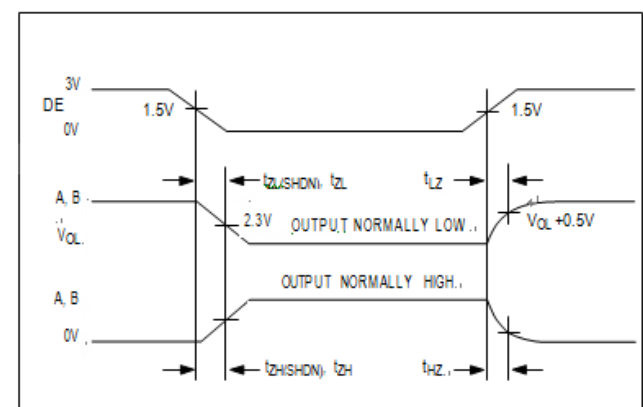 3V
DE
1.5V
1.5V
0V
tZL(SHDN), tZL
tLZ
A, B
2.3V
OUTPUT NORMALLY LOW
VOL +0.5V
VOL
OUTPUT NORMALLY HIGH
A, B
0V
tZH(SHDN), tZH
tHZ